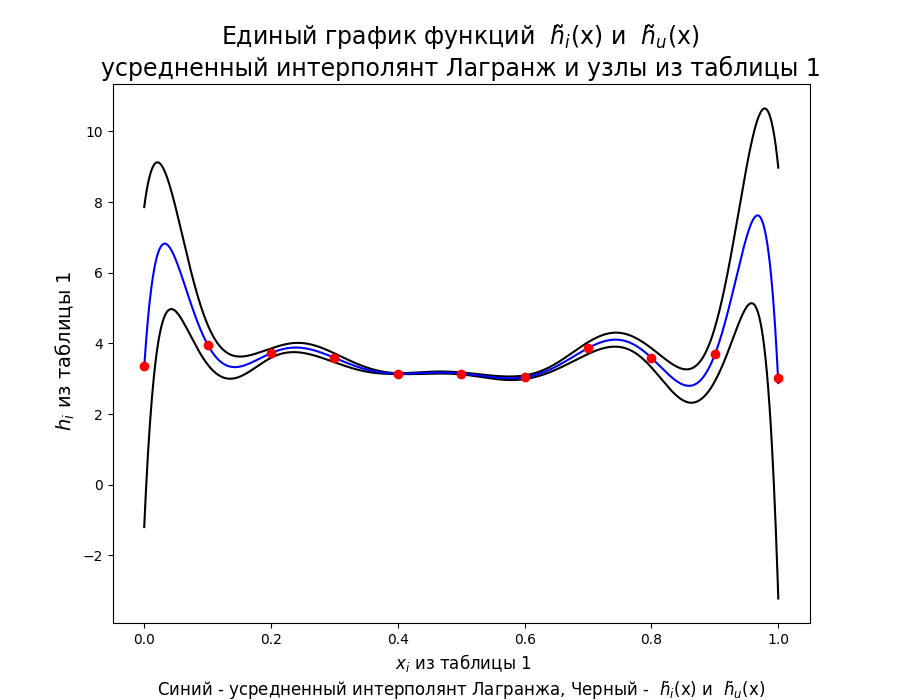 Единый график функций h̃ᵢ(x) и h̃ᵤ(x)
усредненный интерполянт Лагранж и узлы из таблицы 1
10
8
6
4
2
0
−2
hᵢ из таблицы 1
0.0 0.2 0.4 0.6 0.8 1.0
xᵢ из таблицы 1
Синий - усредненный интерполянт Лагранжа, Черный - h̃ₗ(x) и h̃ᵤ(x)